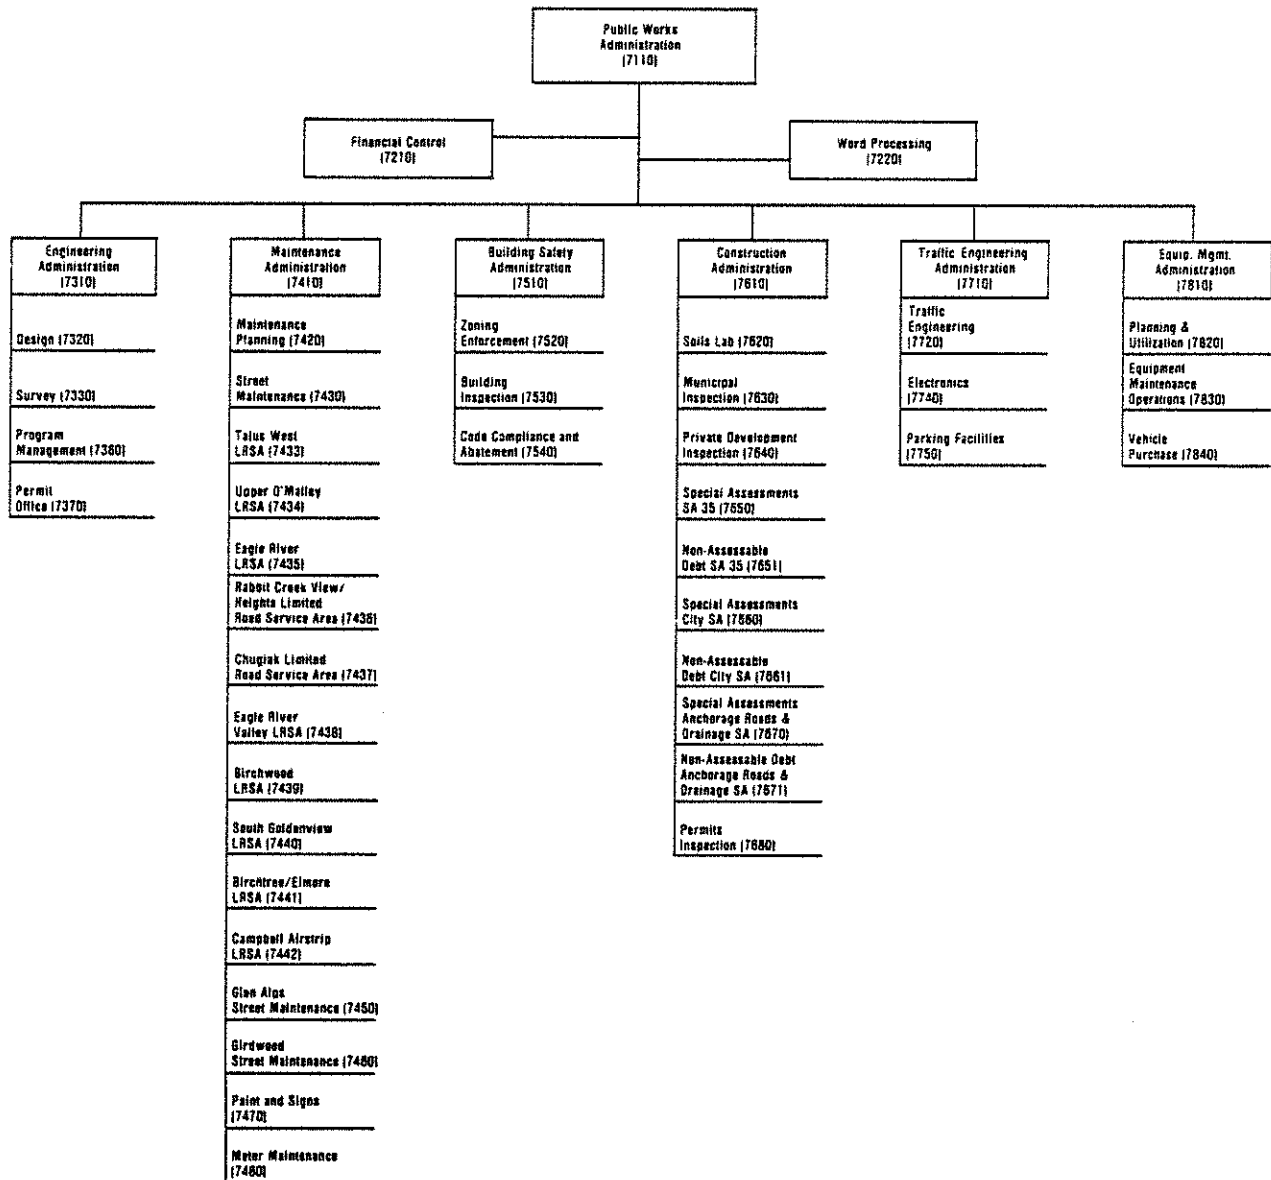 Public Works
Administration
(7110)
Financial Control
(7210)
Word Processing
(7220)
Engineering
Administration
(7310)
Design (7320)
Survey (7330)
Program
Management (7360)
Permit
Office (7370)
Maintenance
Administration
(7410)
Maintenance
Planning (7420)
Street
Maintenance (7430)
Talus West
LRSA (7433)
Upper O'Malley
LRSA (7434)
Eagle River
LRSA (7435)
Rabbit Creek View/
Heights Limited
Road Service Area (7436)
Chugiak Limited
Road Service Area (7437)
Eagle River
Valley LRSA (7438)
Birchwood
LRSA (7439)
South Goldenview
LRSA (7440)
Birchtree/Elmore
LRSA (7441)
Campbell Airstrip
LRSA (7442)
Glen Alps
Street Maintenance (7450)
Girdwood
Street Maintenance (7460)
Paint and Signs
(7470)
Meter Maintenance
(7480)
Building Safety
Administration
(7510)
Zoning
Enforcement (7520)
Building
Inspection (7530)
Code Compliance and
Abatement (7540)
Construction
Administration
(7610)
Soils Lab (7620)
Municipal
Inspection (7630)
Private Development
Inspection (7640)
Special Assessments
SA 35 (7650)
Non-Assessable
Debt SA 35 (7651)
Special Assessments
City SA (7660)
Non-Assessable
Debt City SA (7661)
Special Assessments
Anchorage Roads &
Drainage SA (7670)
Non-Assessable Debt
Anchorage Roads &
Drainage SA (7671)
Permits
Inspection (7680)
Traffic Engineering
Administration
(7710)
Traffic
Engineering
(7720)
Electronics
(7740)
Parking Facilities
(7750)
Equip. Mgmt.
Administration
(7810)
Planning &
Utilization (7820)
Equipment
Maintenance
Operations (7830)
Vehicle
Purchase (7840)